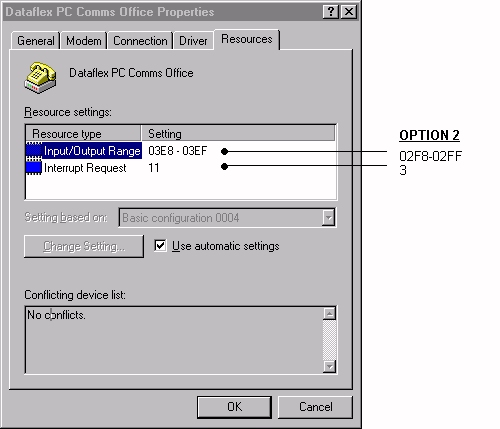 Dataflex PC Comms Office Properties
General Modem Connection Driver Resources
Dataflex PC Comms Office
Resource settings:
Resource type Setting
Input/Output Range 03E8 - 03EF
Interrupt Request 11
OPTION 2
02F8-02FF
3
Setting based on: Basic configuration 0004
Change Setting... Use automatic settings
Conflicting device list:
No conflicts.
OK Cancel